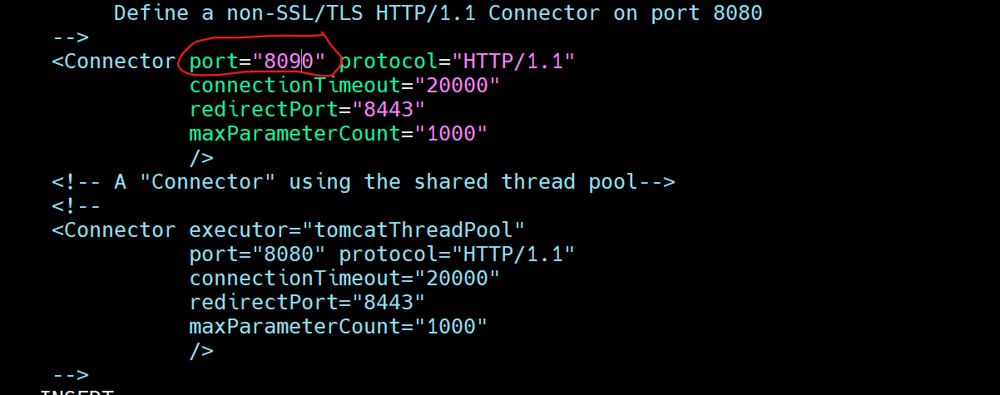 Define a non-SSL/TLS HTTP/1.1 Connector on port 8080
-->
<Connector port="8090" protocol="HTTP/1.1"
connectionTimeout="20000"
redirectPort="8443"
maxParameterCount="1000"
/>
<!-- A "Connector" using the shared thread pool-->
<!--
<Connector executor="tomcatThreadPool"
port="8080" protocol="HTTP/1.1"
connectionTimeout="20000"
redirectPort="8443"
maxParameterCount="1000"
/>
-->
INSERT